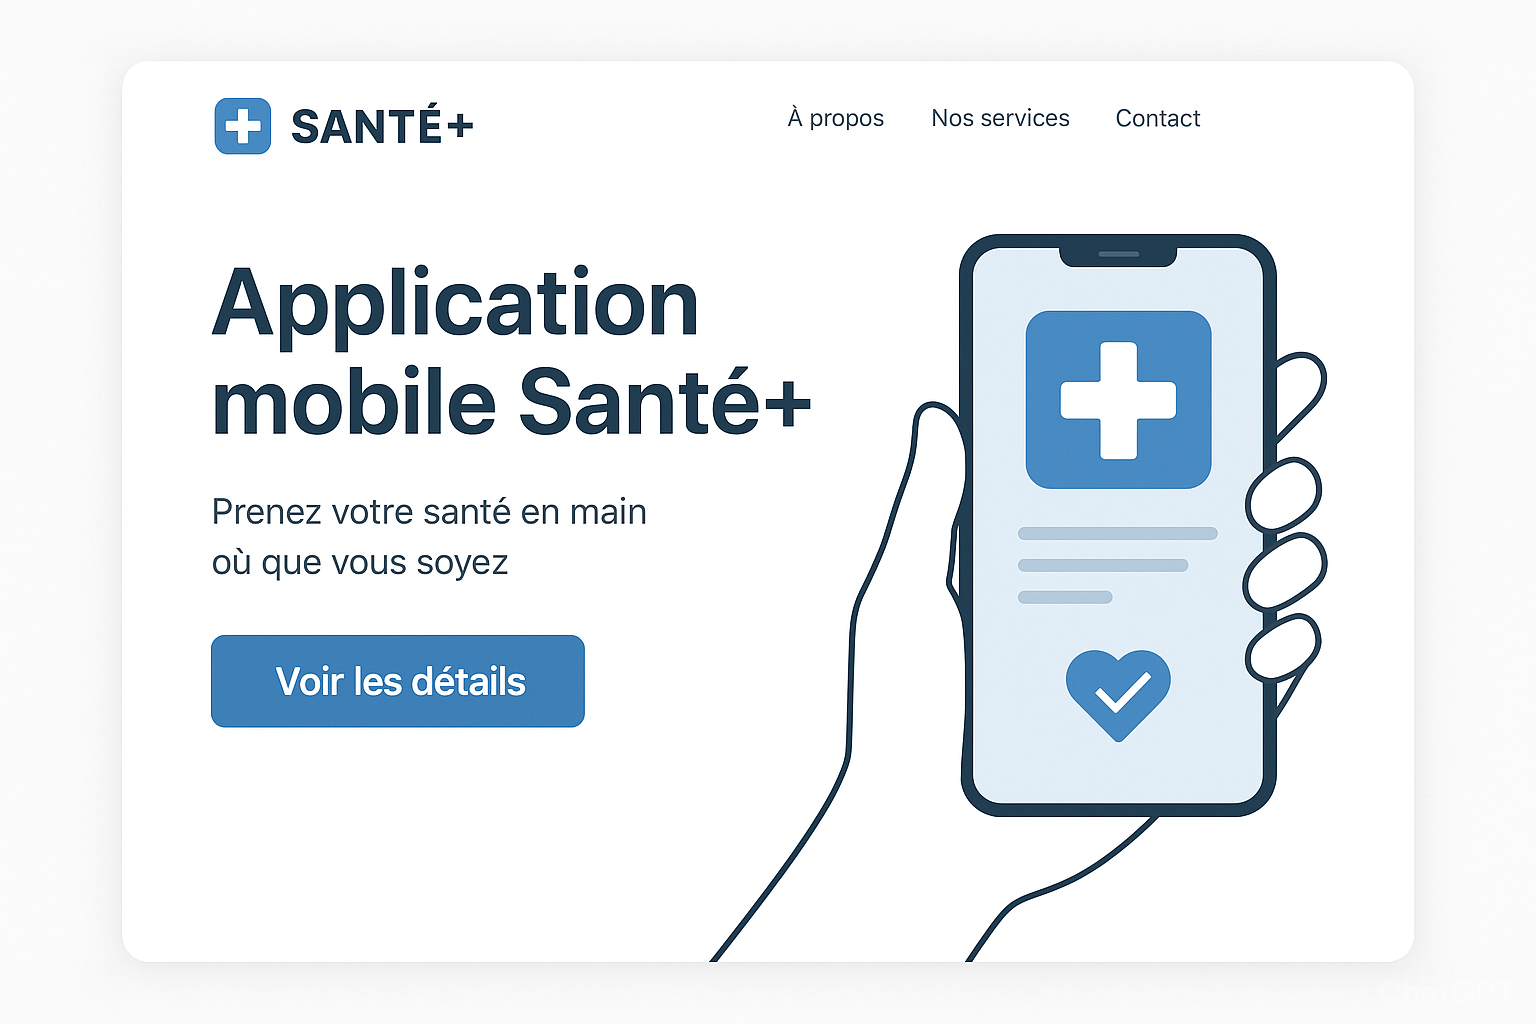 SANTÉ+
À propos
Nos services
Contact
Application
mobile Santé+
Prenez votre santé en main
où que vous soyez
Voir les détails